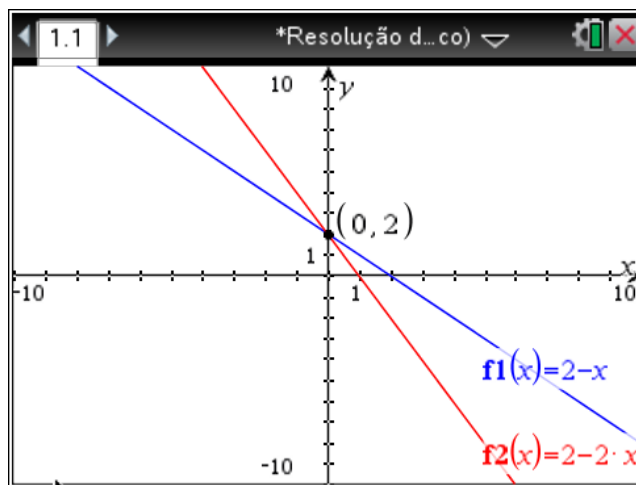 1.1 *Resolução d...co)
10 y
(0,2)
1 x
-10 1 10
f1(x)=2-x
f2(x)=2-2·x
-10